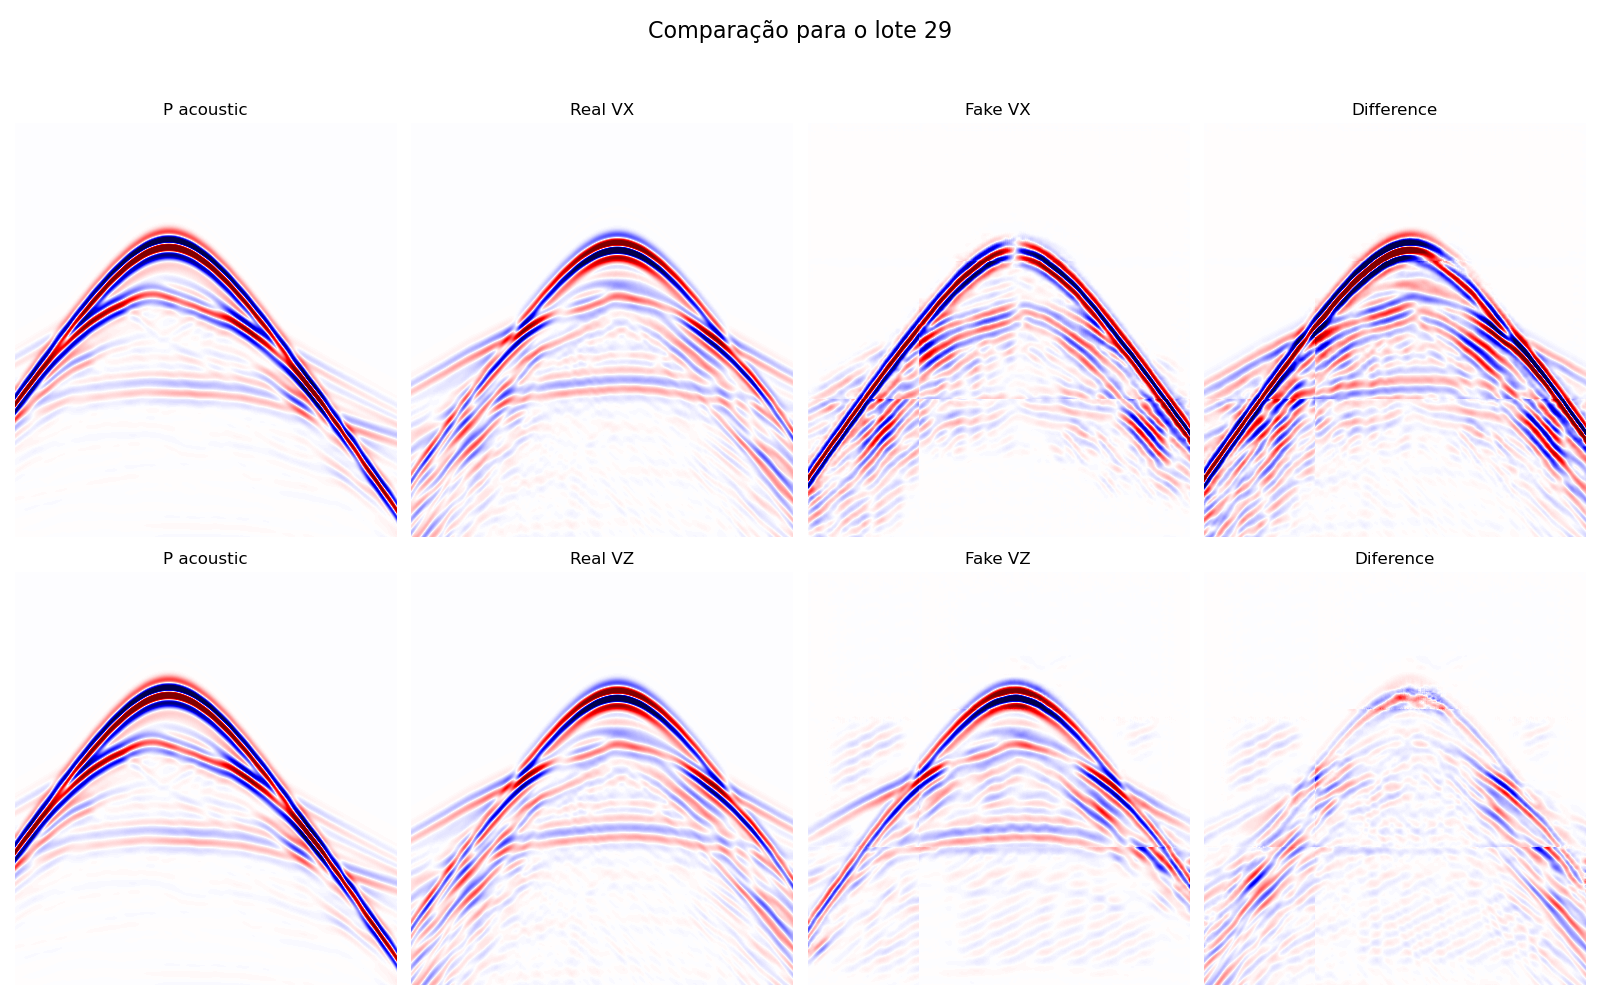 Comparação para o lote 29
P acoustic
Real VX
Fake VX
Difference
P acoustic
Real VZ
Fake VZ
Diference